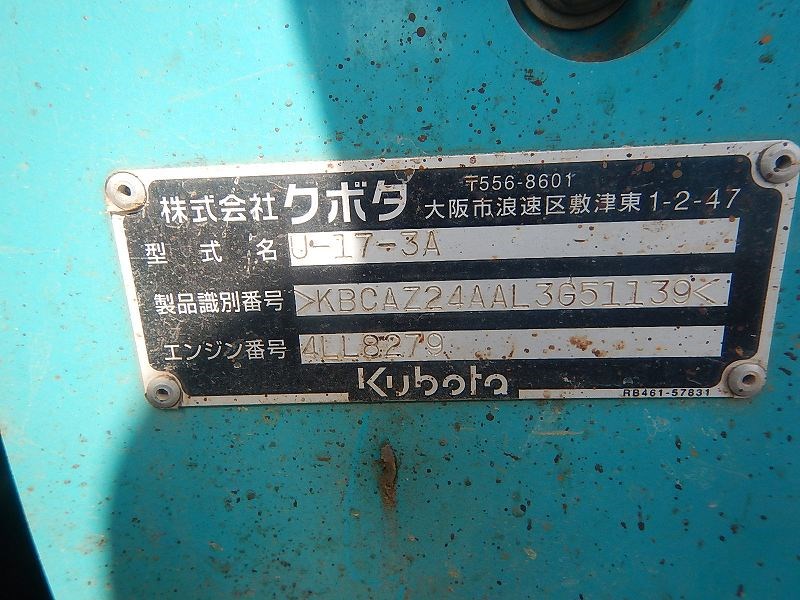 株式会社クボタ 〒556-8601
大阪市浪速区敷津東1-2-47
型式名 U-17-3A
製品識別番号 >KBCAZ24AAL3G51139<
エンジン番号 4LL8279
Kubota
RB461-57831